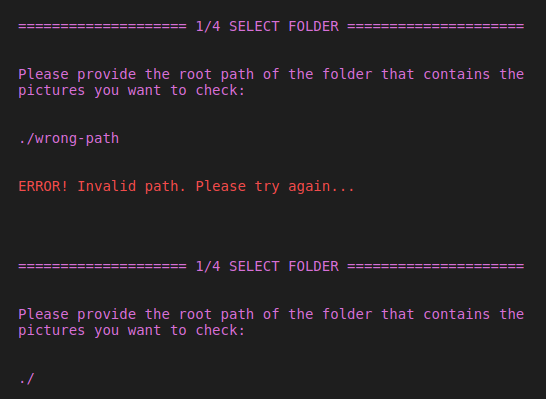 ==================== 1/4 SELECT FOLDER =====================
Please provide the root path of the folder that contains the
pictures you want to check:
./wrong-path
ERROR! Invalid path. Please try again...
==================== 1/4 SELECT FOLDER =====================
Please provide the root path of the folder that contains the
pictures you want to check:
./